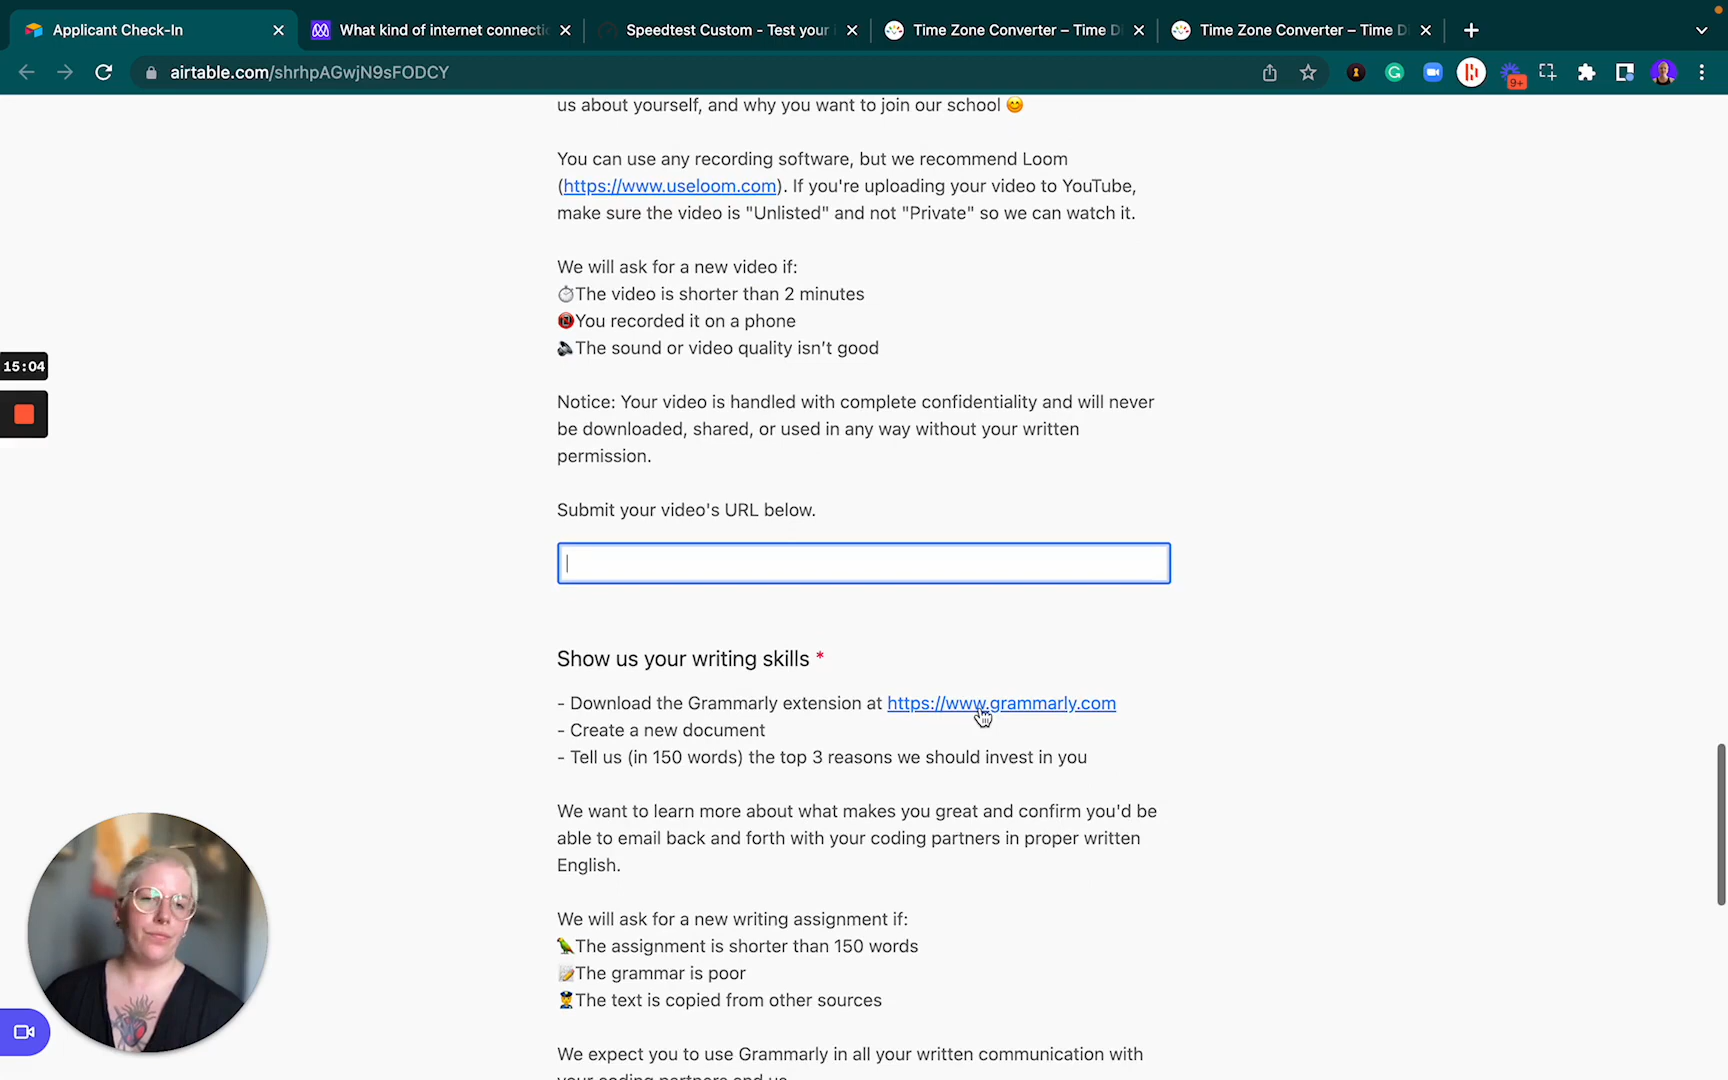 Applicant Check-In
What kind of internet connectic
Speedtest Custom - Test your i
Time Zone Converter – Time D
Time Zone Converter – Time D
airtable.com/shrhpAGwjN9sFODCY
9+
us about yourself, and why you want to join our school 😊
You can use any recording software, but we recommend Loom
(https://www.useloom.com). If you're uploading your video to YouTube,
make sure the video is "Unlisted" and not "Private" so we can watch it.
We will ask for a new video if:
⏱️The video is shorter than 2 minutes
📵You recorded it on a phone
🔈The sound or video quality isn’t good
15:04
Notice: Your video is handled with complete confidentiality and will never
be downloaded, shared, or used in any way without your written
permission.
Submit your video's URL below.
Show us your writing skills *
- Download the Grammarly extension at https://www.grammarly.com
- Create a new document
- Tell us (in 150 words) the top 3 reasons we should invest in you
We want to learn more about what makes you great and confirm you'd be
able to email back and forth with your coding partners in proper written
English.
We will ask for a new writing assignment if:
🦜The assignment is shorter than 150 words
📝The grammar is poor
👮The text is copied from other sources
We expect you to use Grammarly in all your written communication with
your coding partners and us